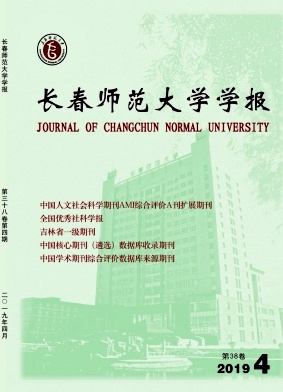 长春师范大学学报
JOURNAL OF CHANGCHUN NORMAL UNIVERSITY
中国人文社会科学期刊AMI综合评价A刊扩展期刊
全国优秀社科学报
吉林省一级期刊
中国核心期刊（遴选）数据库收录期刊
中国学术期刊综合评价数据库来源期刊
第38卷
2019 4
长春师范大学学报
第三十八卷第四期
二〇一九年四月